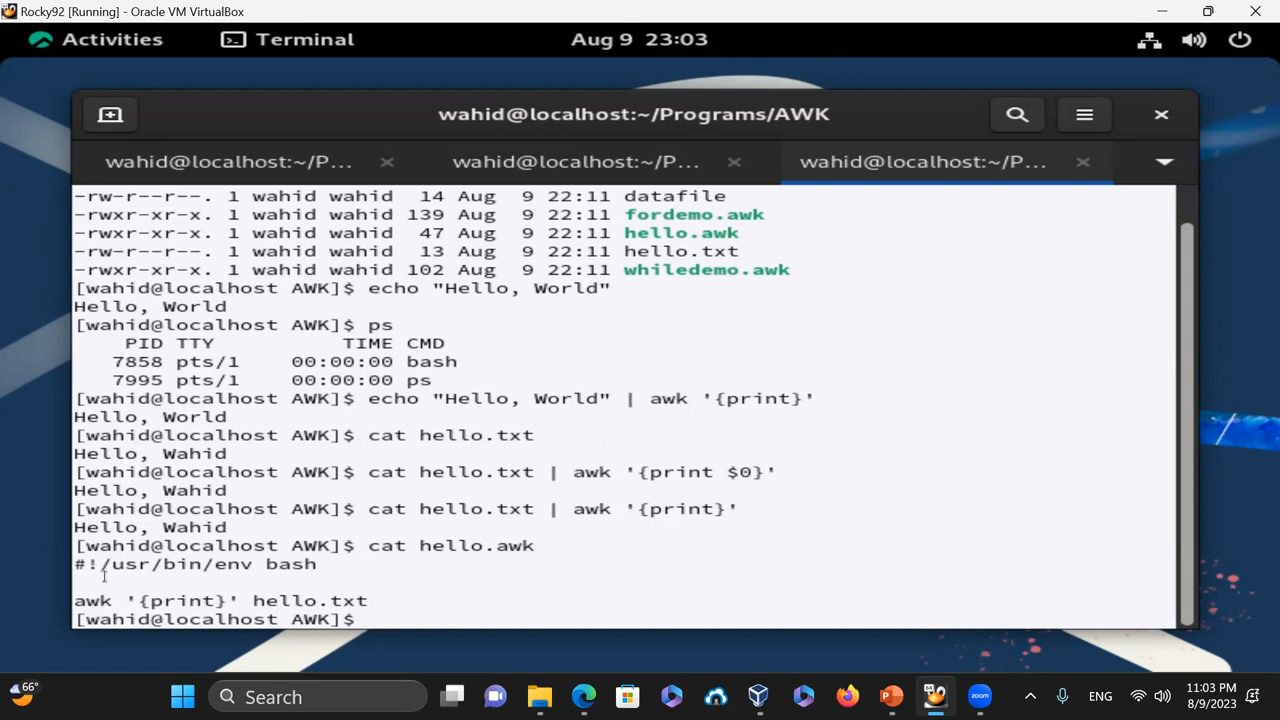 Rocky92 [Running] - Oracle VM VirtualBox
Activities Terminal Aug 9 23:03
wahid@localhost:~/Programs/AWK
wahid@localhost:~/P... wahid@localhost:~/P... wahid@localhost:~/P...
-rw-r--r--. 1 wahid wahid  14 Aug  9 22:11 datafile
-rwxr-xr-x. 1 wahid wahid 139 Aug  9 22:11 fordemo.awk
-rwxr-xr-x. 1 wahid wahid  47 Aug  9 22:11 hello.awk
-rw-r--r--. 1 wahid wahid  13 Aug  9 22:11 hello.txt
-rwxr-xr-x. 1 wahid wahid 102 Aug  9 22:11 whiledemo.awk
[wahid@localhost AWK]$ echo "Hello, World"
Hello, World
[wahid@localhost AWK]$ ps
    PID TTY          TIME CMD
   7858 pts/1    00:00:00 bash
   7995 pts/1    00:00:00 ps
[wahid@localhost AWK]$ echo "Hello, World" | awk '{print}'
Hello, World
[wahid@localhost AWK]$ cat hello.txt
Hello, Wahid
[wahid@localhost AWK]$ cat hello.txt | awk '{print $0}'
Hello, Wahid
[wahid@localhost AWK]$ cat hello.txt | awk '{print}'
Hello, Wahid
[wahid@localhost AWK]$ cat hello.awk
#!/usr/bin/env bash
awk '{print}' hello.txt
[wahid@localhost AWK]$
66°
Search
zoom
ENG
11:03 PM
8/9/2023